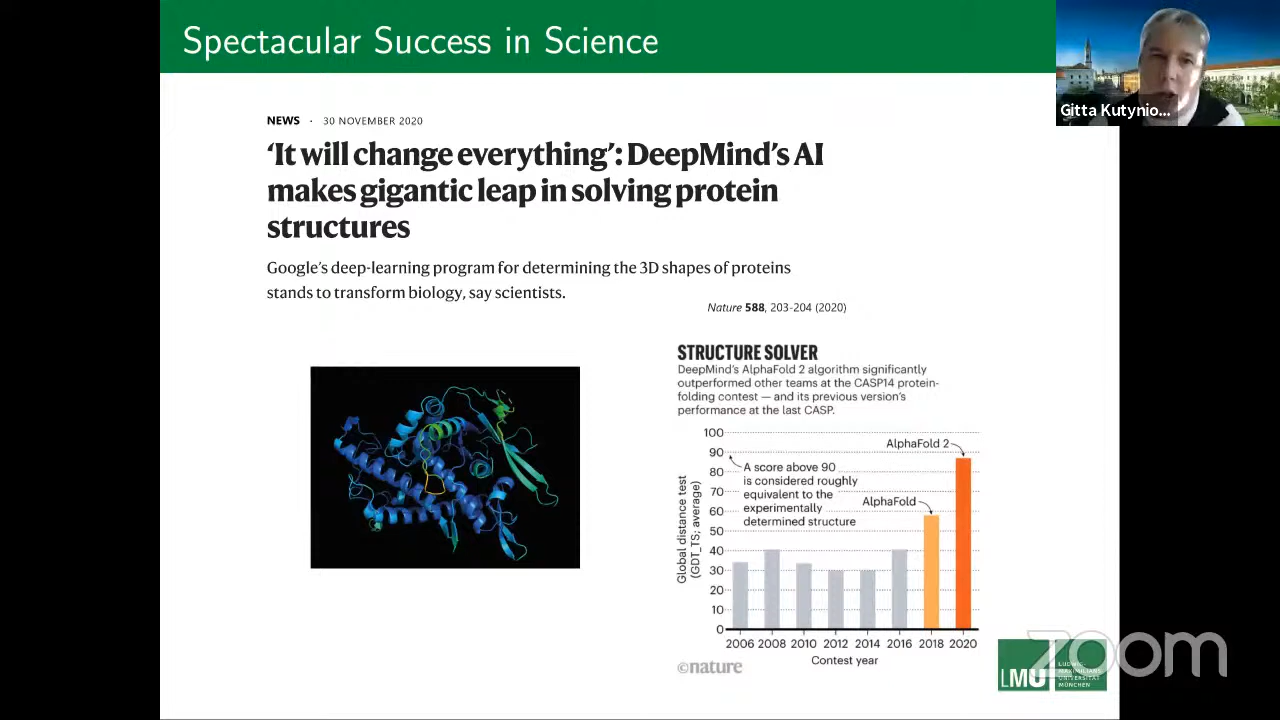 Spectacular Success in Science
Gitta Kutynio...
NEWS · 30 NOVEMBER 2020
‘It will change everything’: DeepMind’s AI
makes gigantic leap in solving protein
structures
Google’s deep-learning program for determining the 3D shapes of proteins
stands to transform biology, say scientists.
Nature 588, 203-204 (2020)
STRUCTURE SOLVER
DeepMind’s AlphaFold 2 algorithm significantly
outperformed other teams at the CASP14 protein-
folding contest — and its previous version’s
performance at the last CASP.
Global distance test
(GDT_TS; average)
100
90
80
70
60
50
40
30
20
10
0
AlphaFold 2
A score above 90
is considered roughly
equivalent to the
experimentally
determined structure
AlphaFold
2006 2008 2010 2012 2014 2016 2018 2020
Contest year
©nature
LMU
LUDWIG-
MAXIMILIANS-
UNIVERSITÄT
MÜNCHEN
zoom